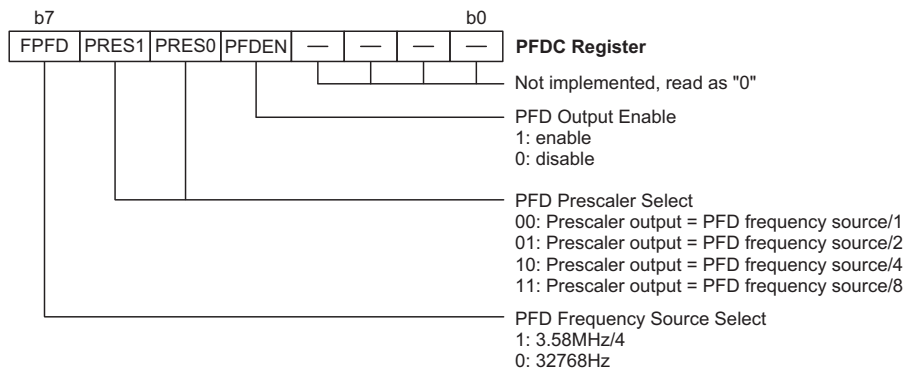 b7 b0
FPFD PRES1 PRES0 PFDEN — — — — PFDC Register
Not implemented, read as "0"
PFD Output Enable
1: enable
0: disable
PFD Prescaler Select
00: Prescaler output = PFD frequency source/1
01: Prescaler output = PFD frequency source/2
10: Prescaler output = PFD frequency source/4
11: Prescaler output = PFD frequency source/8
PFD Frequency Source Select
1: 3.58MHz/4
0: 32768Hz